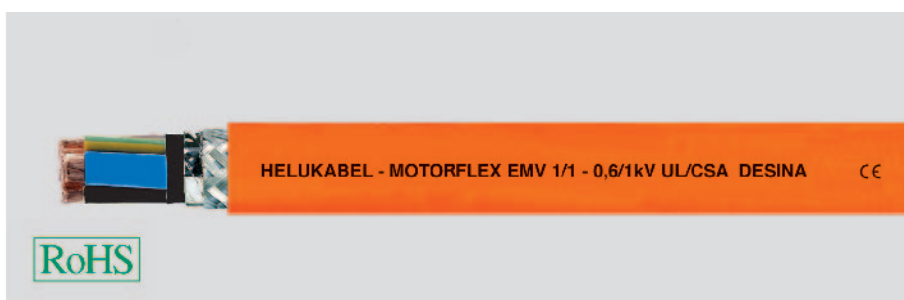 HELUKABEL - MOTORFLEX EMV 1/1 - 0,6/1kV UL/CSA DESINA CE
RoHS